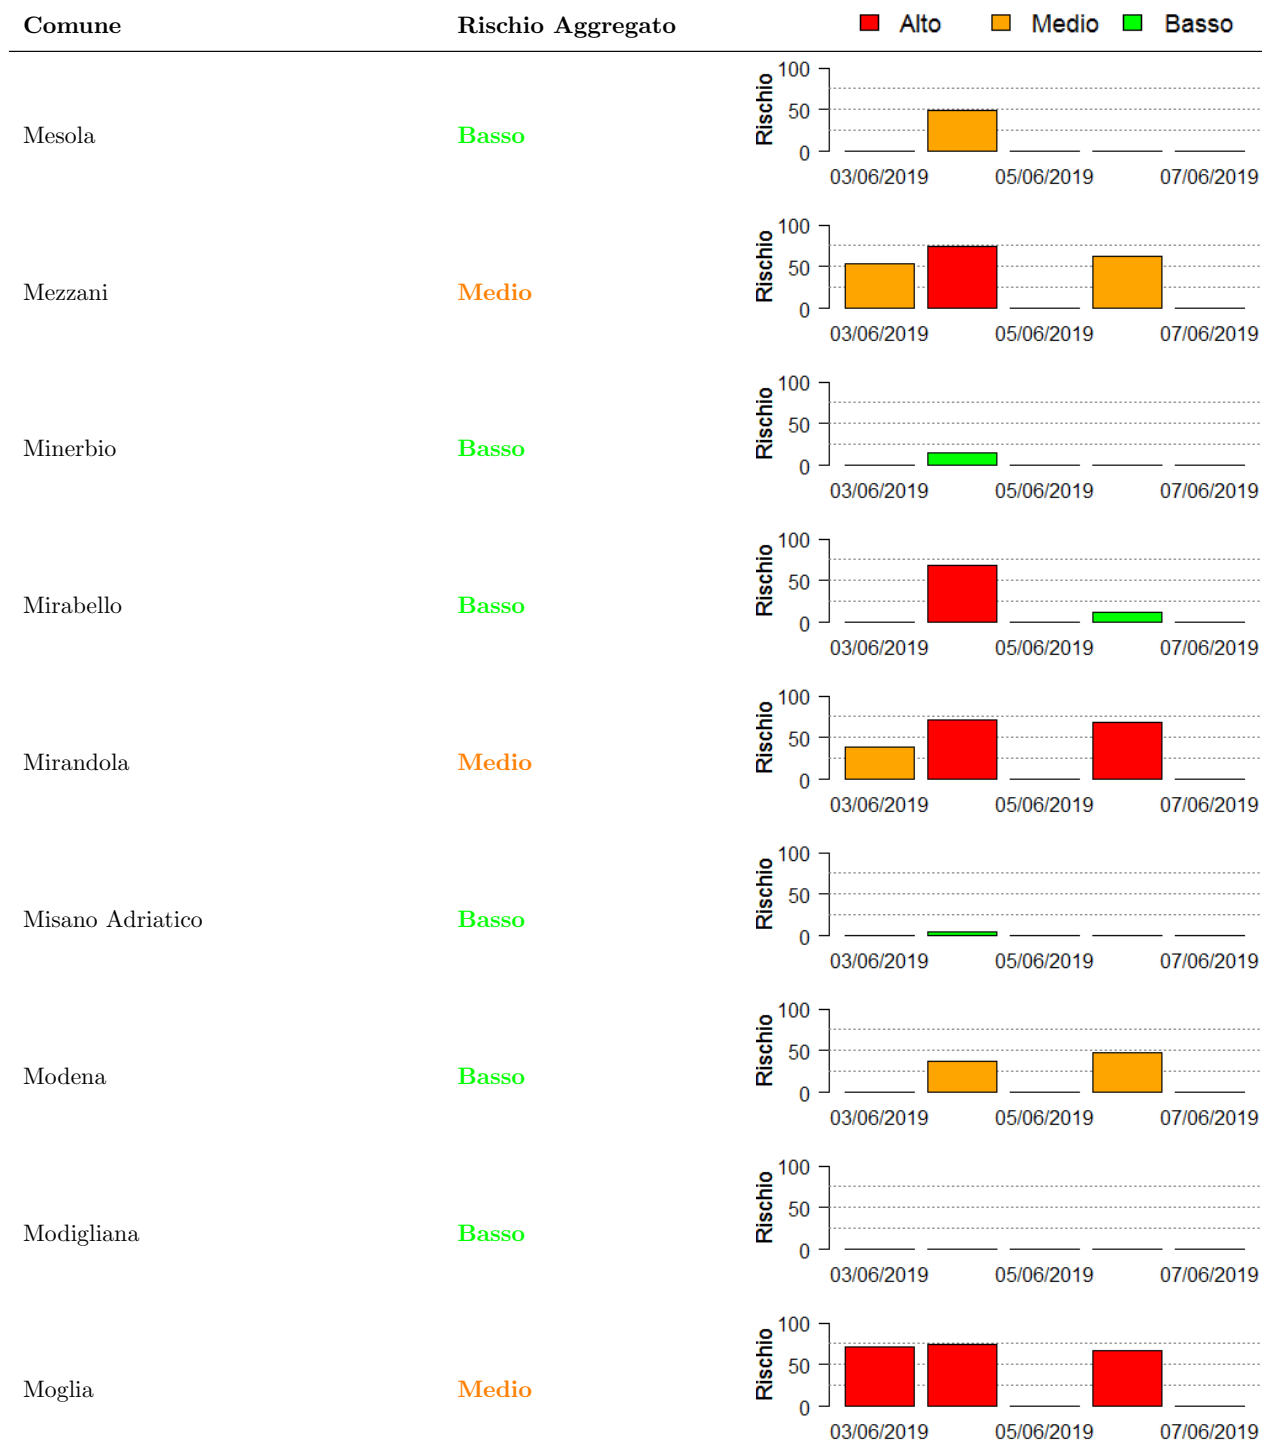 Comune Rischio Aggregato Alto Medio Basso
100
50
0
Rischio
Mesola Basso
03/06/2019 05/06/2019 07/06/2019
100
50
0
Rischio
Mezzani Medio
03/06/2019 05/06/2019 07/06/2019
100
50
0
Rischio
Minerbio Basso
03/06/2019 05/06/2019 07/06/2019
100
50
0
Rischio
Mirabello Basso
03/06/2019 05/06/2019 07/06/2019
100
50
0
Rischio
Mirandola Medio
03/06/2019 05/06/2019 07/06/2019
100
50
0
Rischio
Misano Adriatico Basso
03/06/2019 05/06/2019 07/06/2019
100
50
0
Rischio
Modena Basso
03/06/2019 05/06/2019 07/06/2019
100
50
0
Rischio
Modigliana Basso
03/06/2019 05/06/2019 07/06/2019
100
50
0
Rischio
Moglia Medio
03/06/2019 05/06/2019 07/06/2019